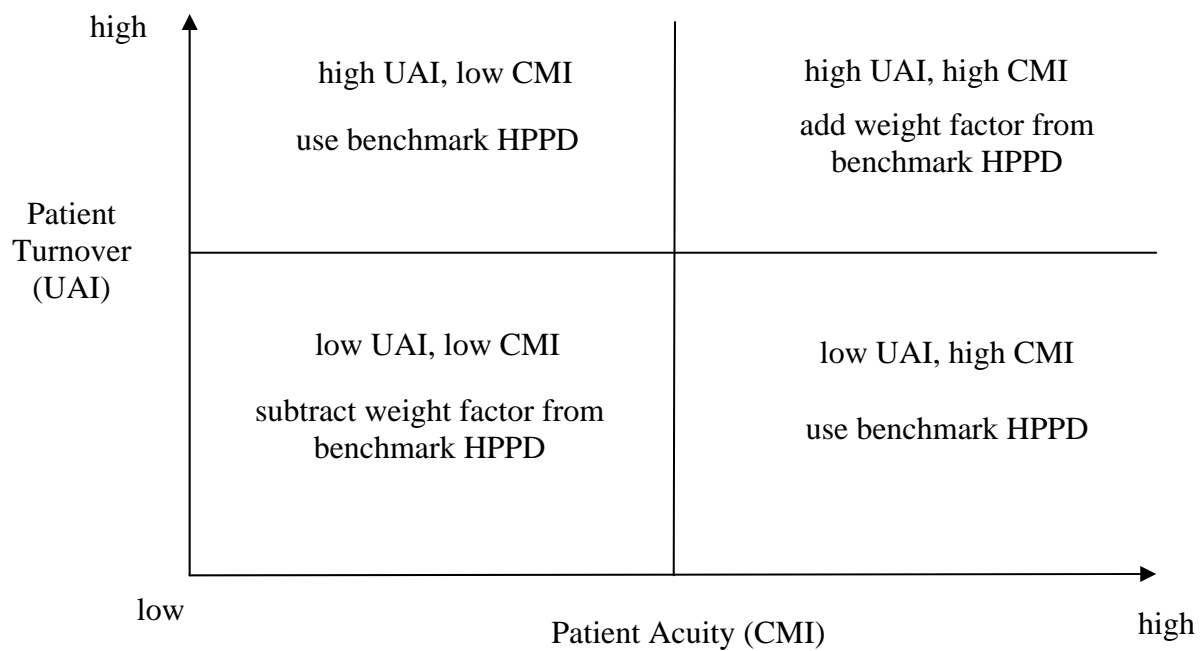 high
high UAI, low CMI
use benchmark HPPD
high UAI, high CMI
add weight factor from
benchmark HPPD
Patient
Turnover
(UAI)
low UAI, low CMI
subtract weight factor from
benchmark HPPD
low UAI, high CMI
use benchmark HPPD
low
Patient Acuity (CMI)
high